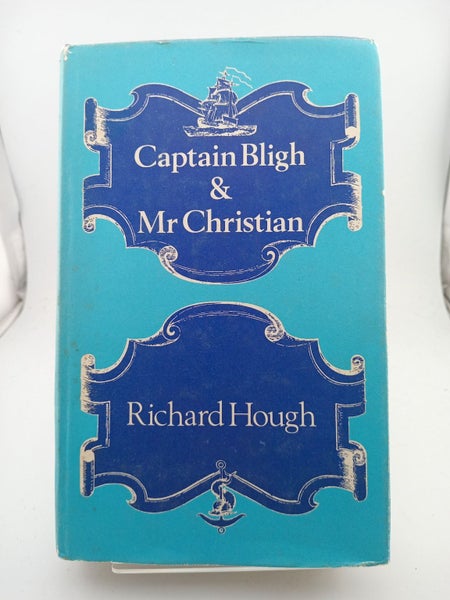 Captain Bligh
&
Mr Christian
Richard Hough